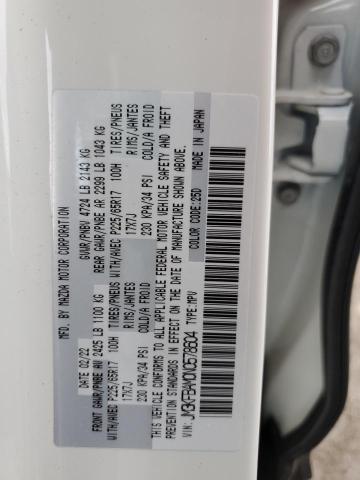 MFD. BY MAZDA MOTOR CORPORATION
DATE 02/22 GVWR/PNBV 4724 LB 2143 KG
FRONT GAWR/PNBE AV 2425 LB 1100 KG REAR GAWR/PNBE AR 2299 LB 1043 KG
WITH/AVEC P225/65R17 100H TIRES/PNEUS WITH/AVEC P225/65R17 100H TIRES/PNEUS
17X7J RIMS/JANTES 17X7J RIMS/JANTES
230 KPA/34 PSI COLD/A FROID 230 KPA/34 PSI COLD/A FROID
THIS VEHICLE CONFORMS TO ALL APPLICABLE FEDERAL MOTOR VEHICLE SAFETY AND THEFT
PREVENTION STANDARDS IN EFFECT ON THE DATE OF MANUFACTURE SHOWN ABOVE.
TYPE: MPV COLOR CODE: 25D MADE IN JAPAN
VIN: